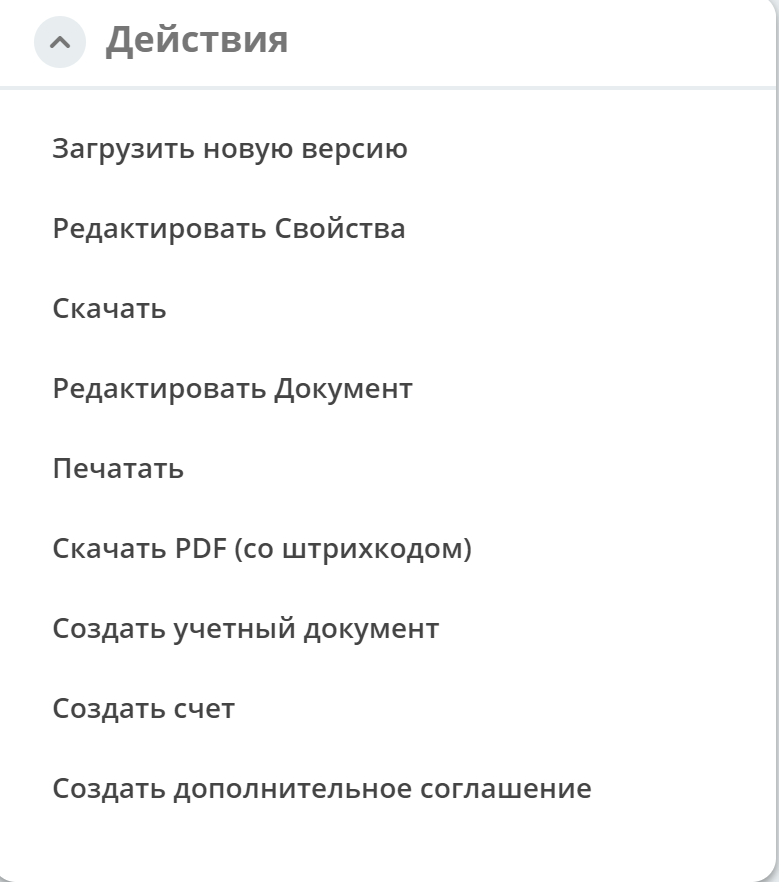 Действия
Загрузить новую версию
Редактировать Свойства
Скачать
Редактировать Документ
Печатать
Скачать PDF (со штрихкодом)
Создать учетный документ
Создать счет
Создать дополнительное соглашение